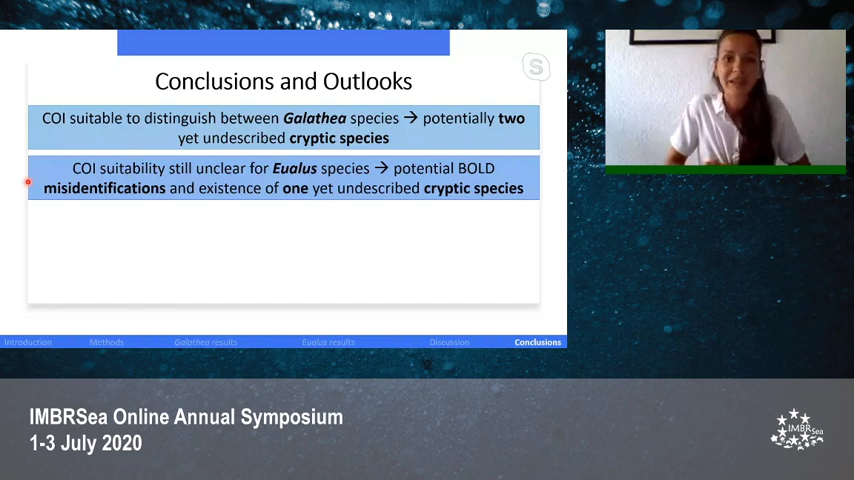 Conclusions and Outlooks
COI suitable to distinguish between Galathea species → potentially two
yet undescribed cryptic species
COI suitability still unclear for Eualus species → potential BOLD
misidentifications and existence of one yet undescribed cryptic species
Introduction Methods Galathea results Eualus results Discussion Conclusions
IMBRSea Online Annual Symposium
1-3 July 2020
IMBRSea